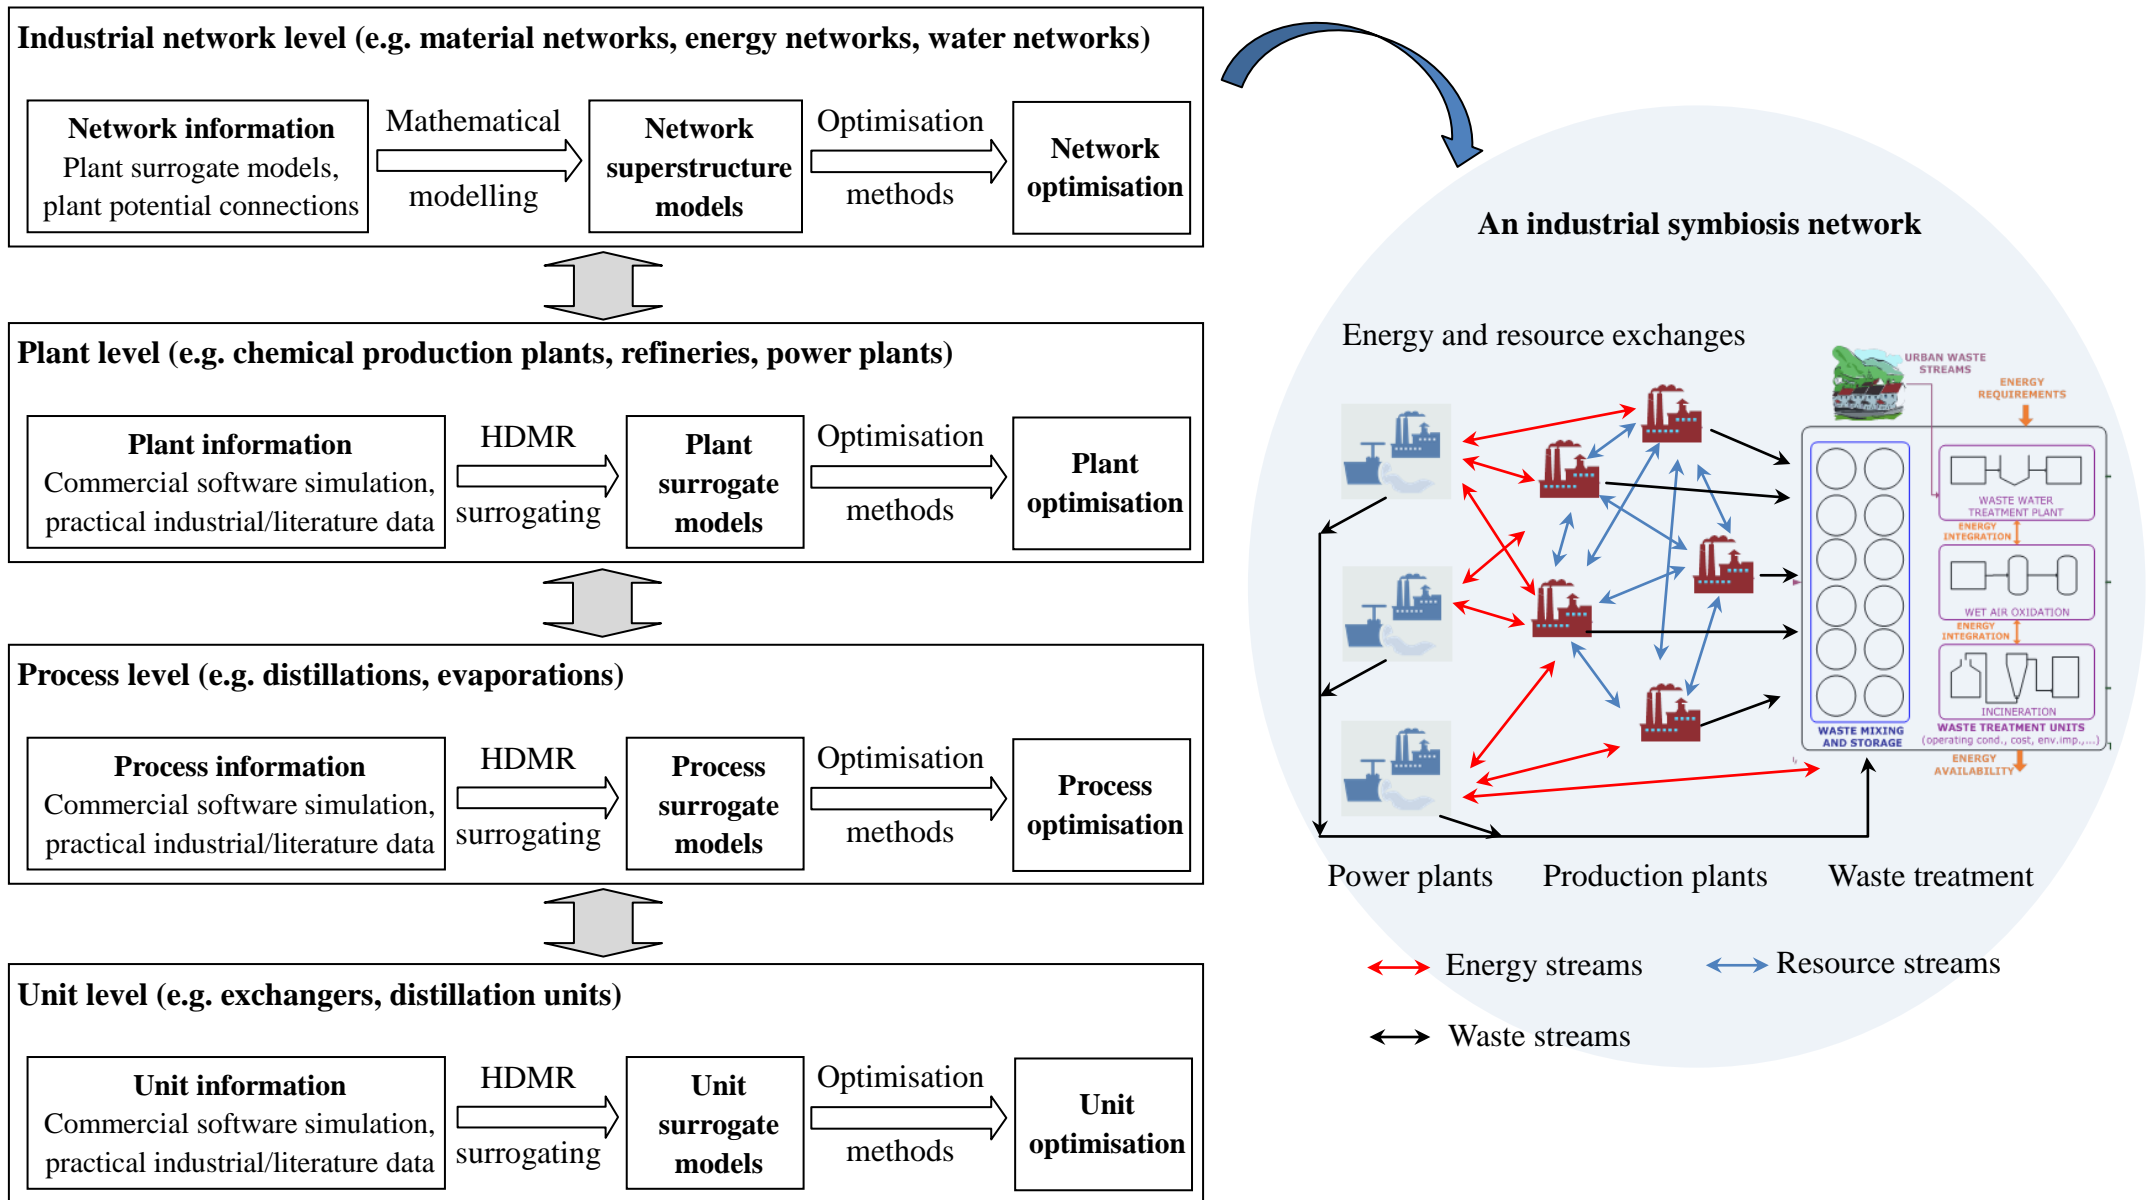 Industrial network level (e.g. material networks, energy networks, water networks)
Network information
Plant surrogate models,
plant potential connections
Mathematical
modelling
Network
superstructure
models
Optimisation
methods
Network
optimisation
Plant level (e.g. chemical production plants, refineries, power plants)
Plant information
Commercial software simulation,
practical industrial/literature data
HDMR
surrogating
Plant
surrogate
models
Optimisation
methods
Plant
optimisation
Process level (e.g. distillations, evaporations)
Process information
Commercial software simulation,
practical industrial/literature data
HDMR
surrogating
Process
surrogate
models
Optimisation
methods
Process
optimisation
Unit level (e.g. exchangers, distillation units)
Unit information
Commercial software simulation,
practical industrial/literature data
HDMR
surrogating
Unit
surrogate
models
Optimisation
methods
Unit
optimisation
An industrial symbiosis network
Energy and resource exchanges
URBAN WASTE
STREAMS
ENERGY
REQUIREMENTS
WASTE WATER
TREATMENT PLANT
ENERGY
INTEGRATION
WET AIR OXIDATION
ENERGY
INTEGRATION
INCINERATION
WASTE MIXING
AND STORAGE
WASTE TREATMENT UNITS
(operating cond., cost, env.imp.,...)
ENERGY
AVAILABILITY
Power plants
Production plants
Waste treatment
Energy streams
Resource streams
Waste streams